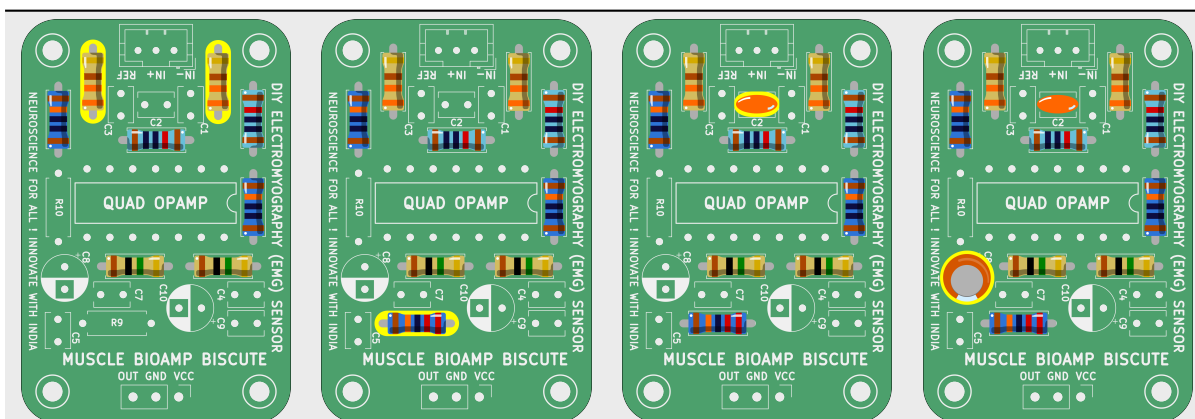 REF IN+ IN-
C3 C2 C1
NEUROSCIENCE FOR ALL ! INNOVATE WITH INDIA
DIY ELECTROMYOGRAPHY (EMG) SENSOR
R10
QUAD OPAMP
C8
C7 C10 C4
R9 C9
C5
MUSCLE BIOAMP BISCUTE
OUT GND VCC
REF IN+ IN-
C3 C2 C1
NEUROSCIENCE FOR ALL ! INNOVATE WITH INDIA
DIY ELECTROMYOGRAPHY (EMG) SENSOR
R10
QUAD OPAMP
C8
C7 C10 C4
C9
C5
MUSCLE BIOAMP BISCUTE
OUT GND VCC
REF IN+ IN-
C3 C2 C1
NEUROSCIENCE FOR ALL ! INNOVATE WITH INDIA
DIY ELECTROMYOGRAPHY (EMG) SENSOR
R10
QUAD OPAMP
C8
C7 C10 C4
C9
C5
MUSCLE BIOAMP BISCUTE
OUT GND VCC
REF IN+ IN-
C3 C2 C1
NEUROSCIENCE FOR ALL ! INNOVATE WITH INDIA
DIY ELECTROMYOGRAPHY (EMG) SENSOR
R10
QUAD OPAMP
C7 C10 C4
C9
C5
MUSCLE BIOAMP BISCUTE
OUT GND VCC